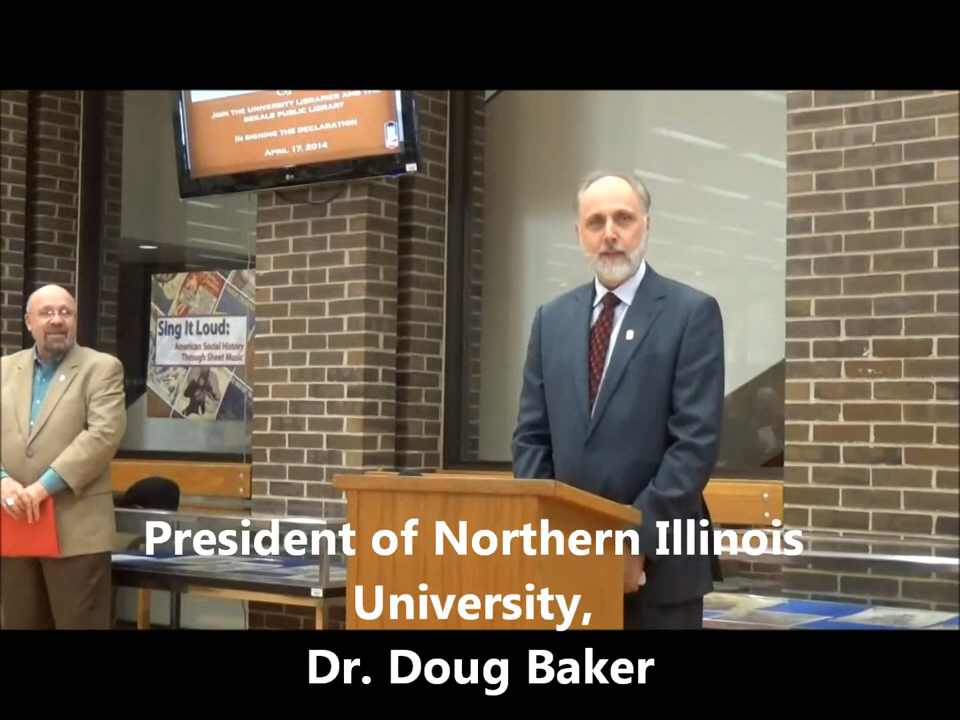 JOIN THE UNIVERSITY LIBRARIES AND THE
DEKALB PUBLIC LIBRARY
IN SIGNING THE DECLARATION
APRIL 17, 2014
Sing It Loud:
American Social History
Through Sheet Music
President of Northern Illinois
University,
Dr. Doug Baker